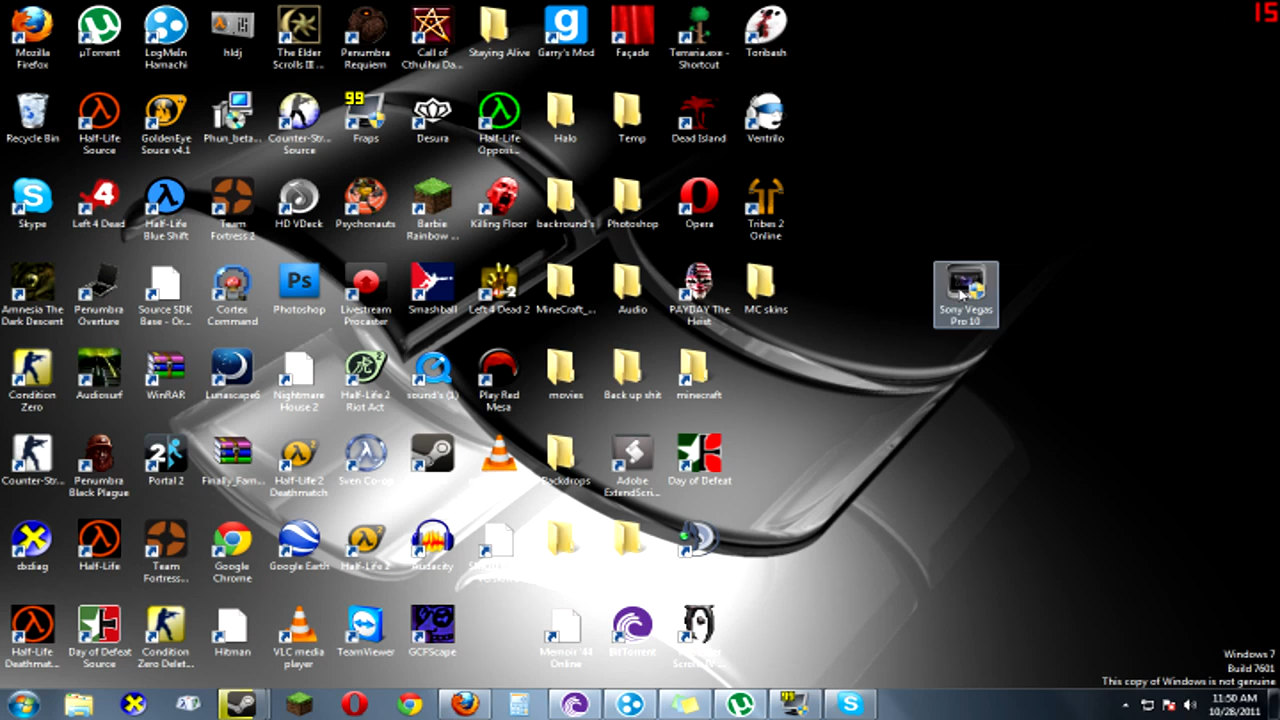 15
Mozilla
Firefox
µTorrent
LogMeIn
Hamachi
hldj
The Elder
Scrolls III ...
Penumbra
Requiem
Call of
Cthulhu Da...
Staying Alive
Garry's Mod
Façade
Terraria.exe -
Shortcut
Toribash
Recycle Bin
Half-Life
Source
GoldenEye
Souce v4.1
Phun_beta...
Counter-Str...
Source
99
Fraps
Desura
Half-Life
Opposi...
Halo
Temp
Dead Island
Ventrilo
Skype
Left 4 Dead
Half-Life
Blue Shift
Team
Fortress 2
HD VDeck
Psychonauts
Barbie
Rainbow ...
Killing Floor
backround's
Photoshop
Opera
Tribes 2
Online
Amnesia The
Dark Descent
Penumbra
Overture
Source SDK
Base - Or...
Cortex
Command
Ps
Photoshop
Livestream
Procaster
Smashball
Left 4 Dead 2
MineCraft_...
Audio
PAYDAY The
Heist
MC skins
Sony Vegas
Pro 10
Condition
Zero
Audiosurf
WinRAR
Lunascape6
Nightmare
House 2
Half-Life 2
Riot Act
sound's (1)
Play Red
Mesa
movies
Back up shit
minecraft
Counter-Str...
Penumbra
Black Plague
Portal 2
Finally_Fam...
Half-Life 2
Deathmatch
Sven Co-op
Backdrops
Adobe
ExtendScri...
Day of Defeat
dxdiag
Half-Life
Team
Fortress...
Google
Chrome
Google Earth
Half-Life 2
Audacity
Half-Life
Deathmat...
Day of Defeat
Source
Condition
Zero Delet...
Hitman
VLC media
player
TeamViewer
GCFScape
Memoir '44
Online
BitTorrent
Windows 7
Build 7601
This copy of Windows is not genuine
99
11:50 AM
10/28/2011